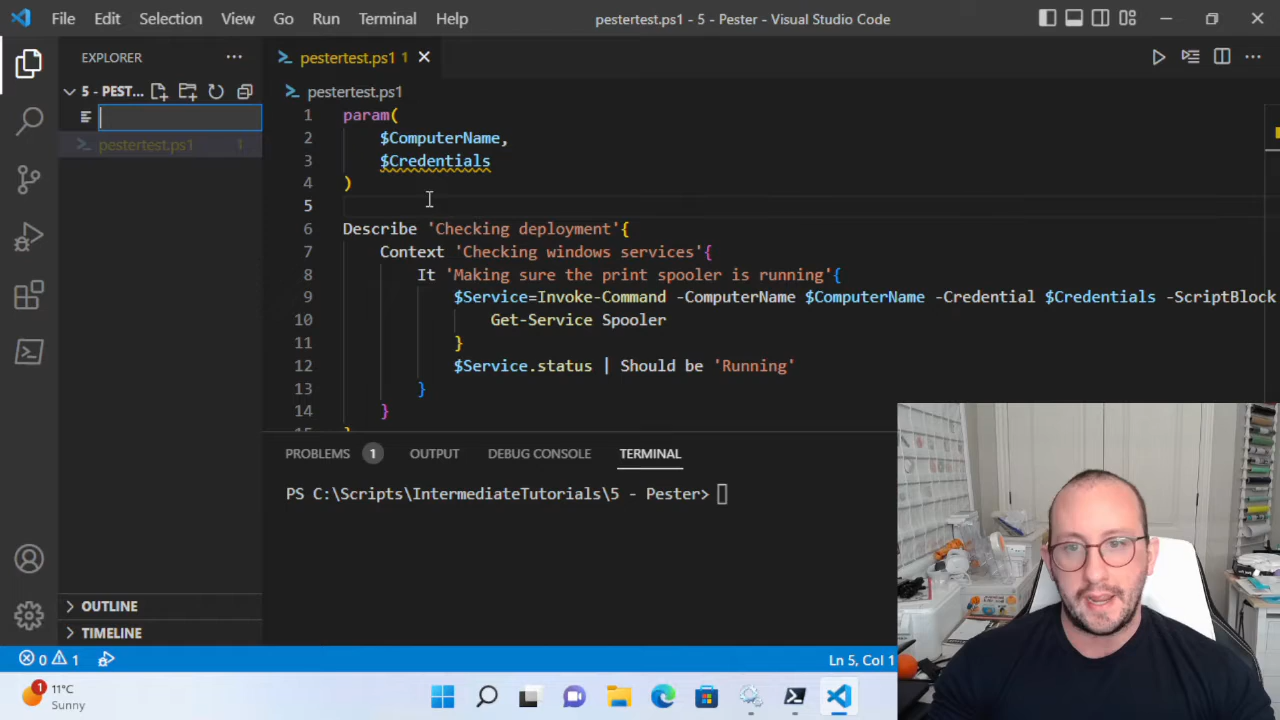 File Edit Selection View Go Run Terminal Help
pestertest.ps1 - 5 - Pester - Visual Studio Code
EXPLORER
pestertest.ps1 1
5 - PEST...
pestertest.ps1 1
pestertest.ps1
1 param(
2 $ComputerName,
3 $Credentials
4 )
5
6 Describe 'Checking deployment'{
7 Context 'Checking windows services'{
8 It 'Making sure the print spooler is running'{
9 $Service=Invoke-Command -ComputerName $ComputerName -Credential $Credentials -ScriptBlock
10 Get-Service Spooler
11 }
12 $Service.status | Should be 'Running'
13 }
14 }
PROBLEMS 1 OUTPUT DEBUG CONSOLE TERMINAL
PS C:\Scripts\IntermediateTutorials\5 - Pester>
OUTLINE
TIMELINE
0 1
Ln 5, Col 1
1
11°C
Sunny